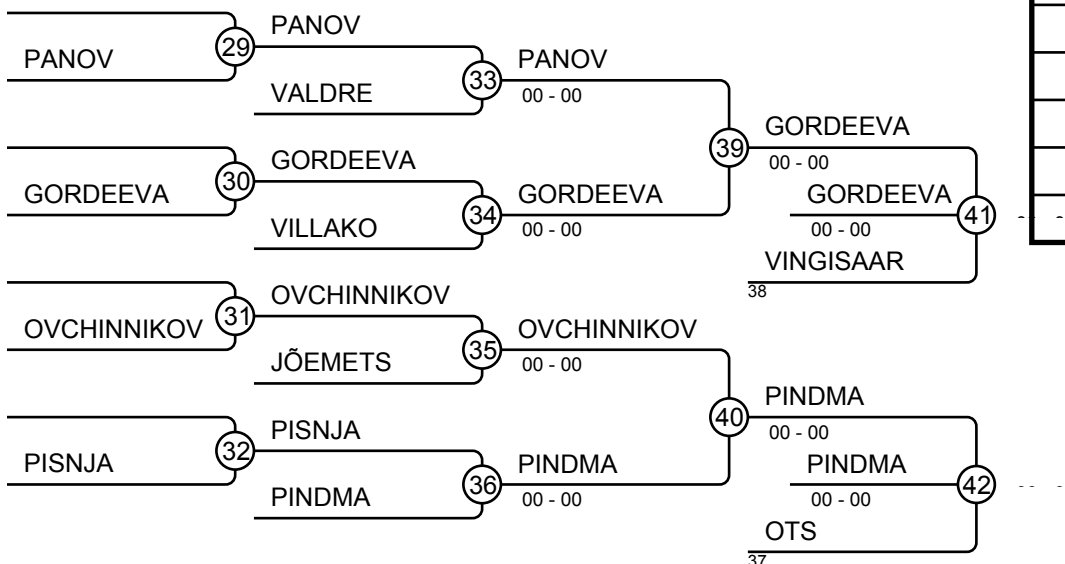 PANOV
29
PANOV
VALDRE
33
PANOV
00 - 00
GORDEEVA
30
GORDEEVA
VILLAKO
34
GORDEEVA
00 - 00
39
GORDEEVA
00 - 00
GORDEEVA
00 - 00
41
VINGISAAR
38
OVCHINNIKOV
31
OVCHINNIKOV
JÕEMETS
35
OVCHINNIKOV
00 - 00
PISNJA
32
PISNJA
PINDMA
36
PINDMA
00 - 00
40
PINDMA
00 - 00
PINDMA
00 - 00
42
OTS
37